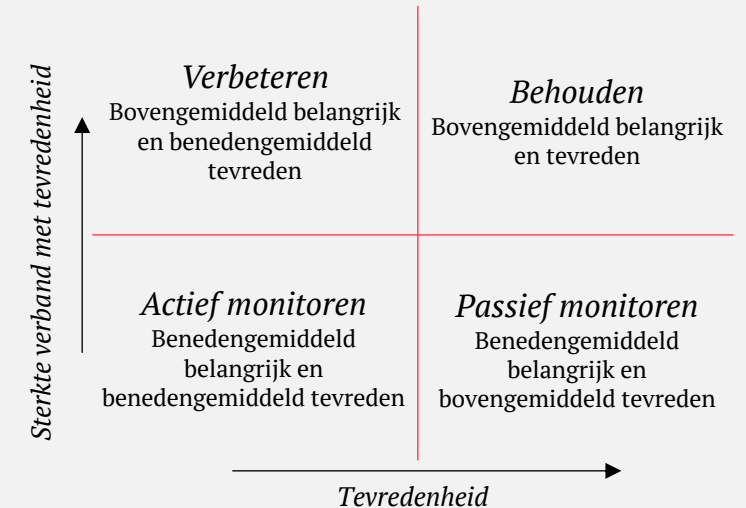 Sterkte verband met tevredenheid
Verbeteren
Bovengemiddeld belangrijk
en benedengemiddeld
tevreden
Behouden
Bovengemiddeld belangrijk
en tevreden
Actief monitoren
Benedengemiddeld
belangrijk en
benedengemiddeld tevreden
Passief monitoren
Benedengemiddeld
belangrijk en
bovengemiddeld tevreden
Tevredenheid